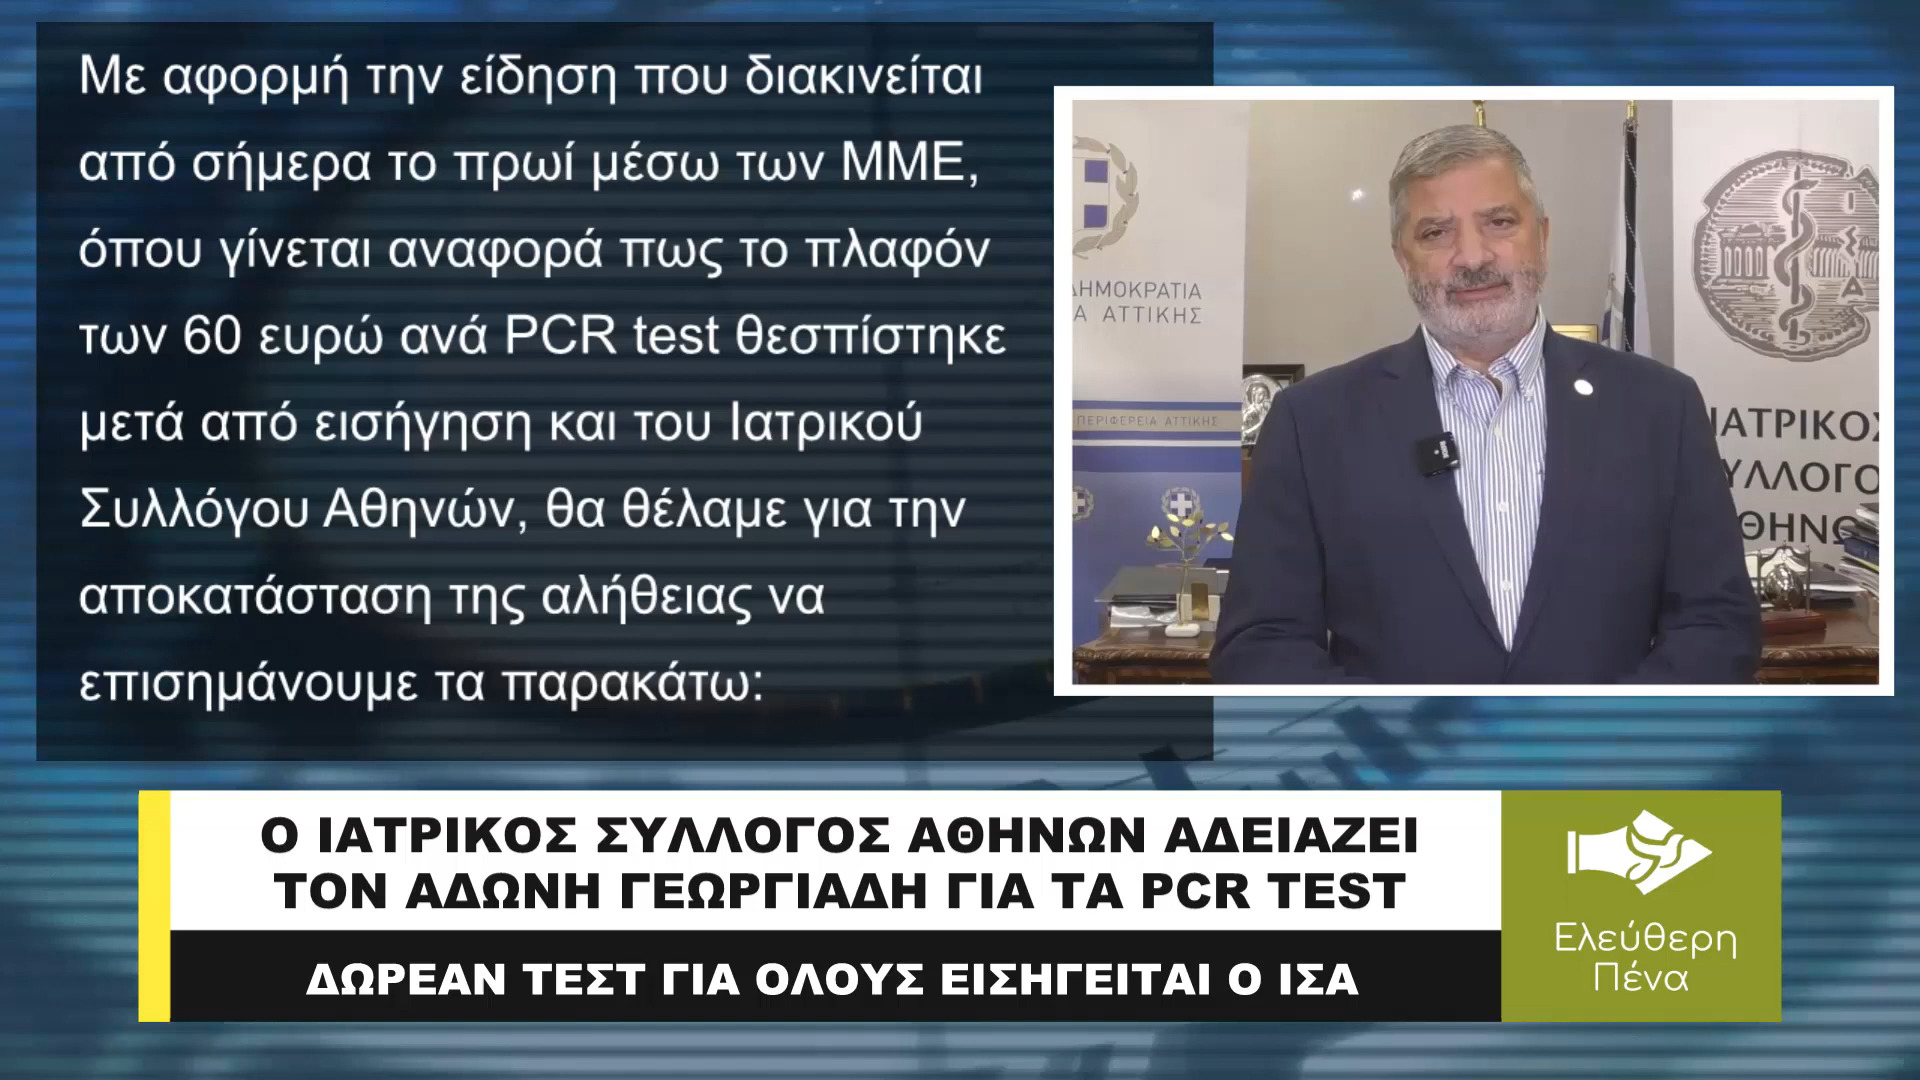 Με αφορμή την είδηση που διακινείται
από σήμερα το πρωί μέσω των ΜΜΕ,
όπου γίνεται αναφορά πως το πλαφόν
των 60 ευρώ ανά PCR test θεσπίστηκε
μετά από εισήγηση και του Ιατρικού
Συλλόγου Αθηνών, θα θέλαμε για την
αποκατάσταση της αλήθειας να
επισημάνουμε τα παρακάτω:
ΔΗΜΟΚΡΑΤΙΑ
Α ΑΤΤΙΚΗΣ
ΠΕΡΙΦΕΡΕΙΑ ΑΤΤΙΚΗΣ
Ι
Σ
Α
ΙΑΤΡΙΚΟΣ
ΥΛΛΟΓΟ
ΘΗΝΩ
Ο ΙΑΤΡΙΚΟΣ ΣΥΛΛΟΓΟΣ ΑΘΗΝΩΝ ΑΔΕΙΑΖΕΙ
ΤΟΝ ΑΔΩΝΗ ΓΕΩΡΓΙΑΔΗ ΓΙΑ ΤΑ PCR TEST
ΔΩΡΕΑΝ ΤΕΣΤ ΓΙΑ ΟΛΟΥΣ ΕΙΣΗΓΕΙΤΑΙ Ο ΙΣΑ
Ελεύθερη
Πένα